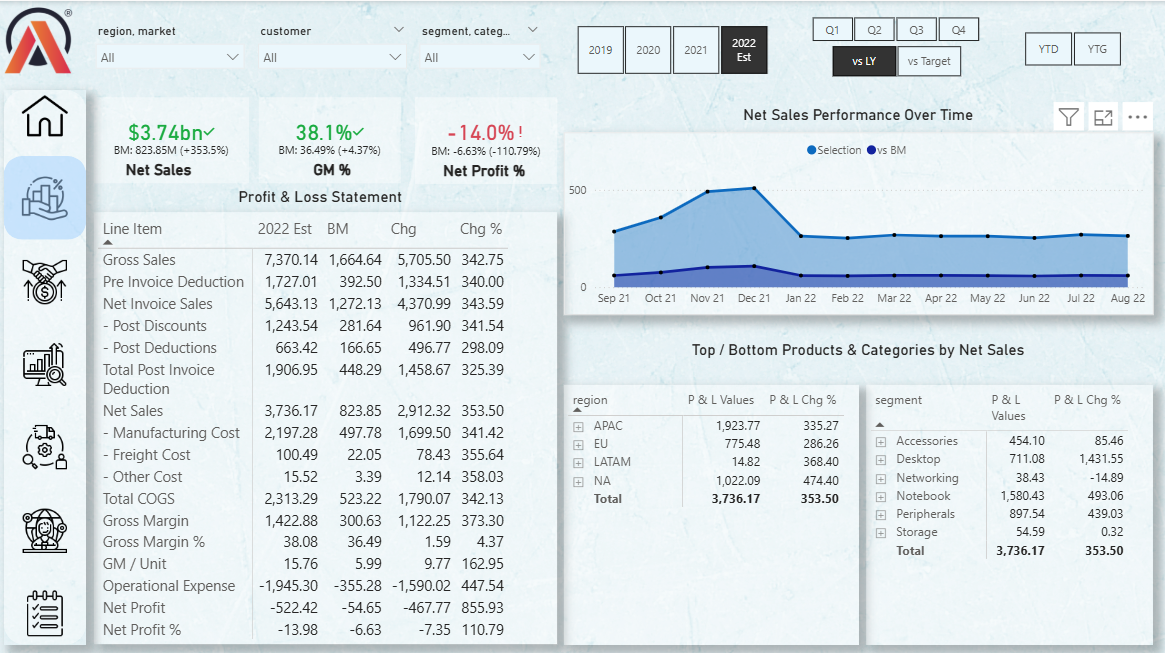 ®
region, market
All
customer
All
segment, categ...
All
2019
2020
2021
2022
Est
Q1
Q2
Q3
Q4
vs LY
vs Target
YTD
YTG
$3.74bn
BM: 823.85M (+353.5%)
Net Sales
38.1%
BM: 36.49% (+4.37%)
GM %
-14.0% !
BM: -6.63% (-110.79%)
Net Profit %
Profit & Loss Statement
Line Item 2022 Est BM Chg Chg %
Gross Sales 7,370.14 1,664.64 5,705.50 342.75
Pre Invoice Deduction 1,727.01 392.50 1,334.51 340.00
Net Invoice Sales 5,643.13 1,272.13 4,370.99 343.59
- Post Discounts 1,243.54 281.64 961.90 341.54
- Post Deductions 663.42 166.65 496.77 298.09
Total Post Invoice
Deduction 1,906.95 448.29 1,458.67 325.39
Net Sales 3,736.17 823.85 2,912.32 353.50
- Manufacturing Cost 2,197.28 497.78 1,699.50 341.42
- Freight Cost 100.49 22.05 78.43 355.64
- Other Cost 15.52 3.39 12.14 358.03
Total COGS 2,313.29 523.22 1,790.07 342.13
Gross Margin 1,422.88 300.63 1,122.25 373.30
Gross Margin % 38.08 36.49 1.59 4.37
GM / Unit 15.76 5.99 9.77 162.95
Operational Expense -1,945.30 -355.28 -1,590.02 447.54
Net Profit -522.42 -54.65 -467.77 855.93
Net Profit % -13.98 -6.63 -7.35 110.79
Net Sales Performance Over Time
Selection vs BM
500
0
Sep 21 Oct 21 Nov 21 Dec 21 Jan 22 Feb 22 Mar 22 Apr 22 May 22 Jun 22 Jul 22 Aug 22
Top / Bottom Products & Categories by Net Sales
region P & L Values P & L Chg %
APAC 1,923.77 335.27
EU 775.48 286.26
LATAM 14.82 368.40
NA 1,022.09 474.40
Total 3,736.17 353.50
segment P & L Values P & L Chg %
Accessories 454.10 85.46
Desktop 711.08 1,431.55
Networking 38.43 -14.89
Notebook 1,580.43 493.06
Peripherals 897.54 439.03
Storage 54.59 0.32
Total 3,736.17 353.50